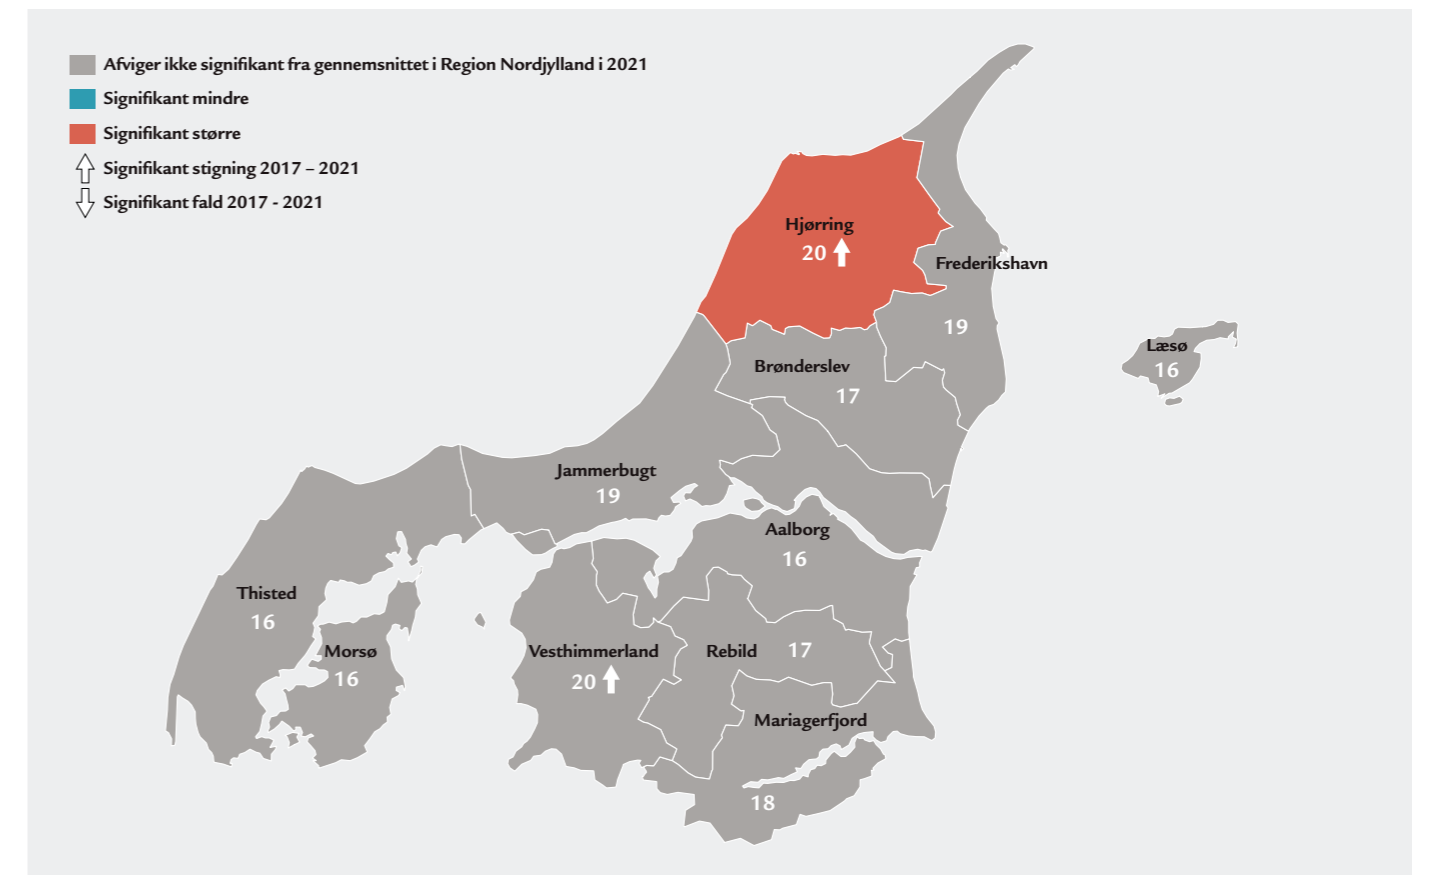 Afviger ikke signifikant fra gennemsnittet i Region Nordjylland i 2021
Signifikant mindre
Signifikant større
Signifikant stigning 2017 – 2021
Signifikant fald 2017 - 2021
Hjørring
20
Frederikshavn
19
Læsø
16
Brønderslev
17
Jammerbugt
19
Aalborg
16
Thisted
16
Morsø
16
Vesthimmerland
20
Rebild 17
Mariagerfjord
18